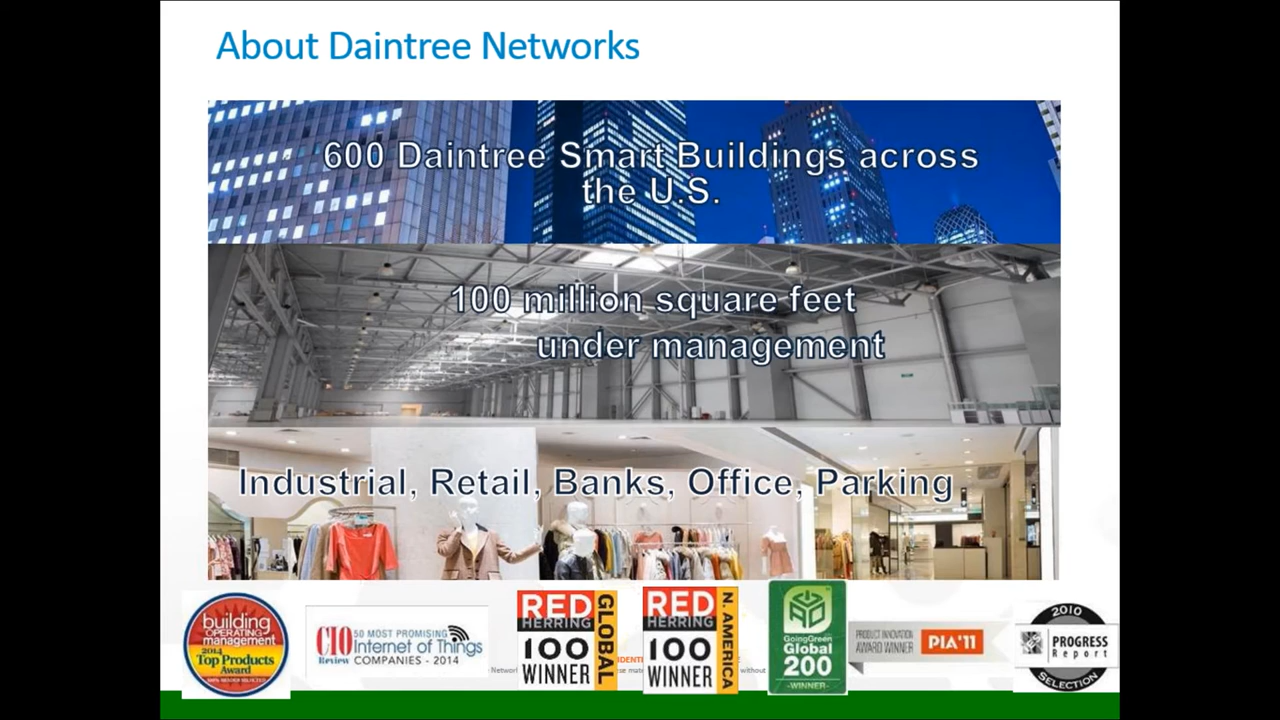 About Daintree Networks
600 Daintree Smart Buildings across
the U.S.
100 million square feet
under management
Industrial, Retail, Banks, Office, Parking
building
OPERATING
management
2014
Top Products
Award
CIO
Review
50 MOST PROMISING
Internet of Things
COMPANIES - 2014
RED
HERRING
100
WINNER
GLOBAL
RED
HERRING
100
WINNER
N. AMERICA
GoingGreen
Global
200
-WINNER-
PRODUCT INNOVATION
AWARD WINNER
PIA'11
2010
PROGRESS
Report
SELECTION